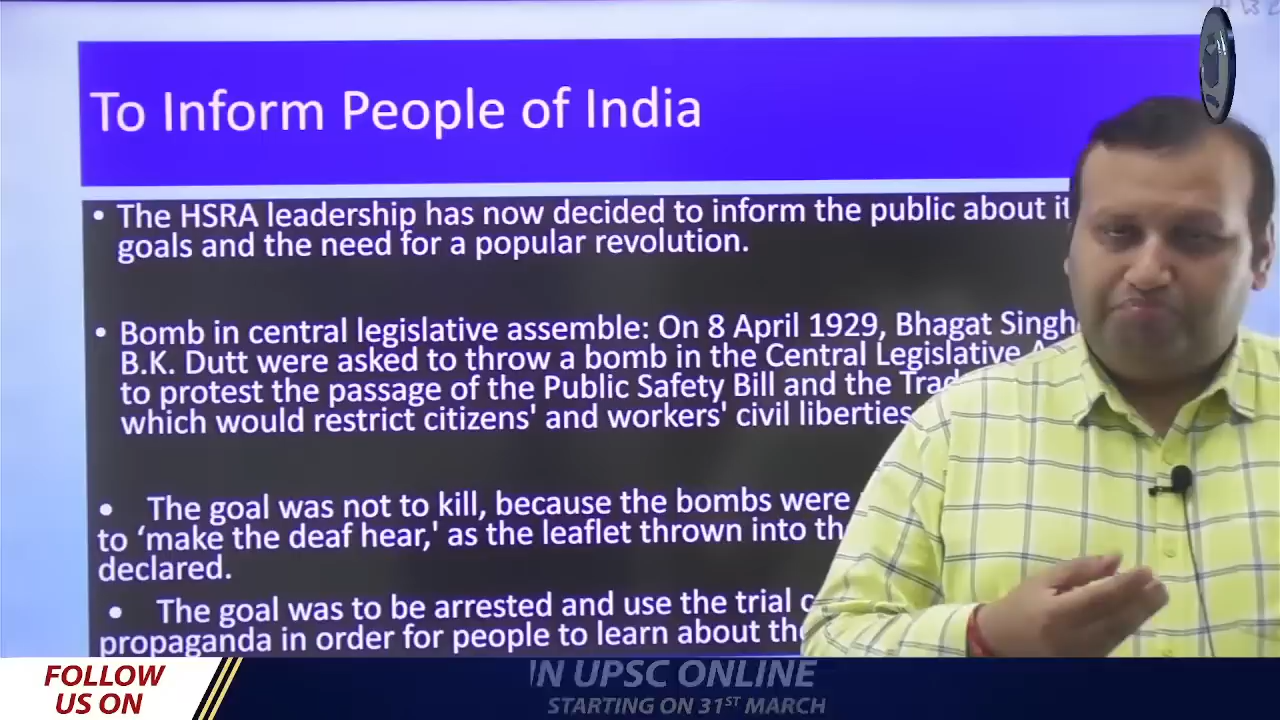 To Inform People of India
• The HSRA leadership has now decided to inform the public about it
goals and the need for a popular revolution.
• Bomb in central legislative assemble: On 8 April 1929, Bhagat Singh
B.K. Dutt were asked to throw a bomb in the Central Legislative
to protest the passage of the Public Safety Bill and the Trad
which would restrict citizens' and workers' civil liberties
• The goal was not to kill, because the bombs were
to ‘make the deaf hear,' as the leaflet thrown into th
declared.
• The goal was to be arrested and use the trial c
propaganda in order for people to learn about the
FOLLOW
US ON
IN UPSC ONLINE
STARTING ON 31ST MARCH